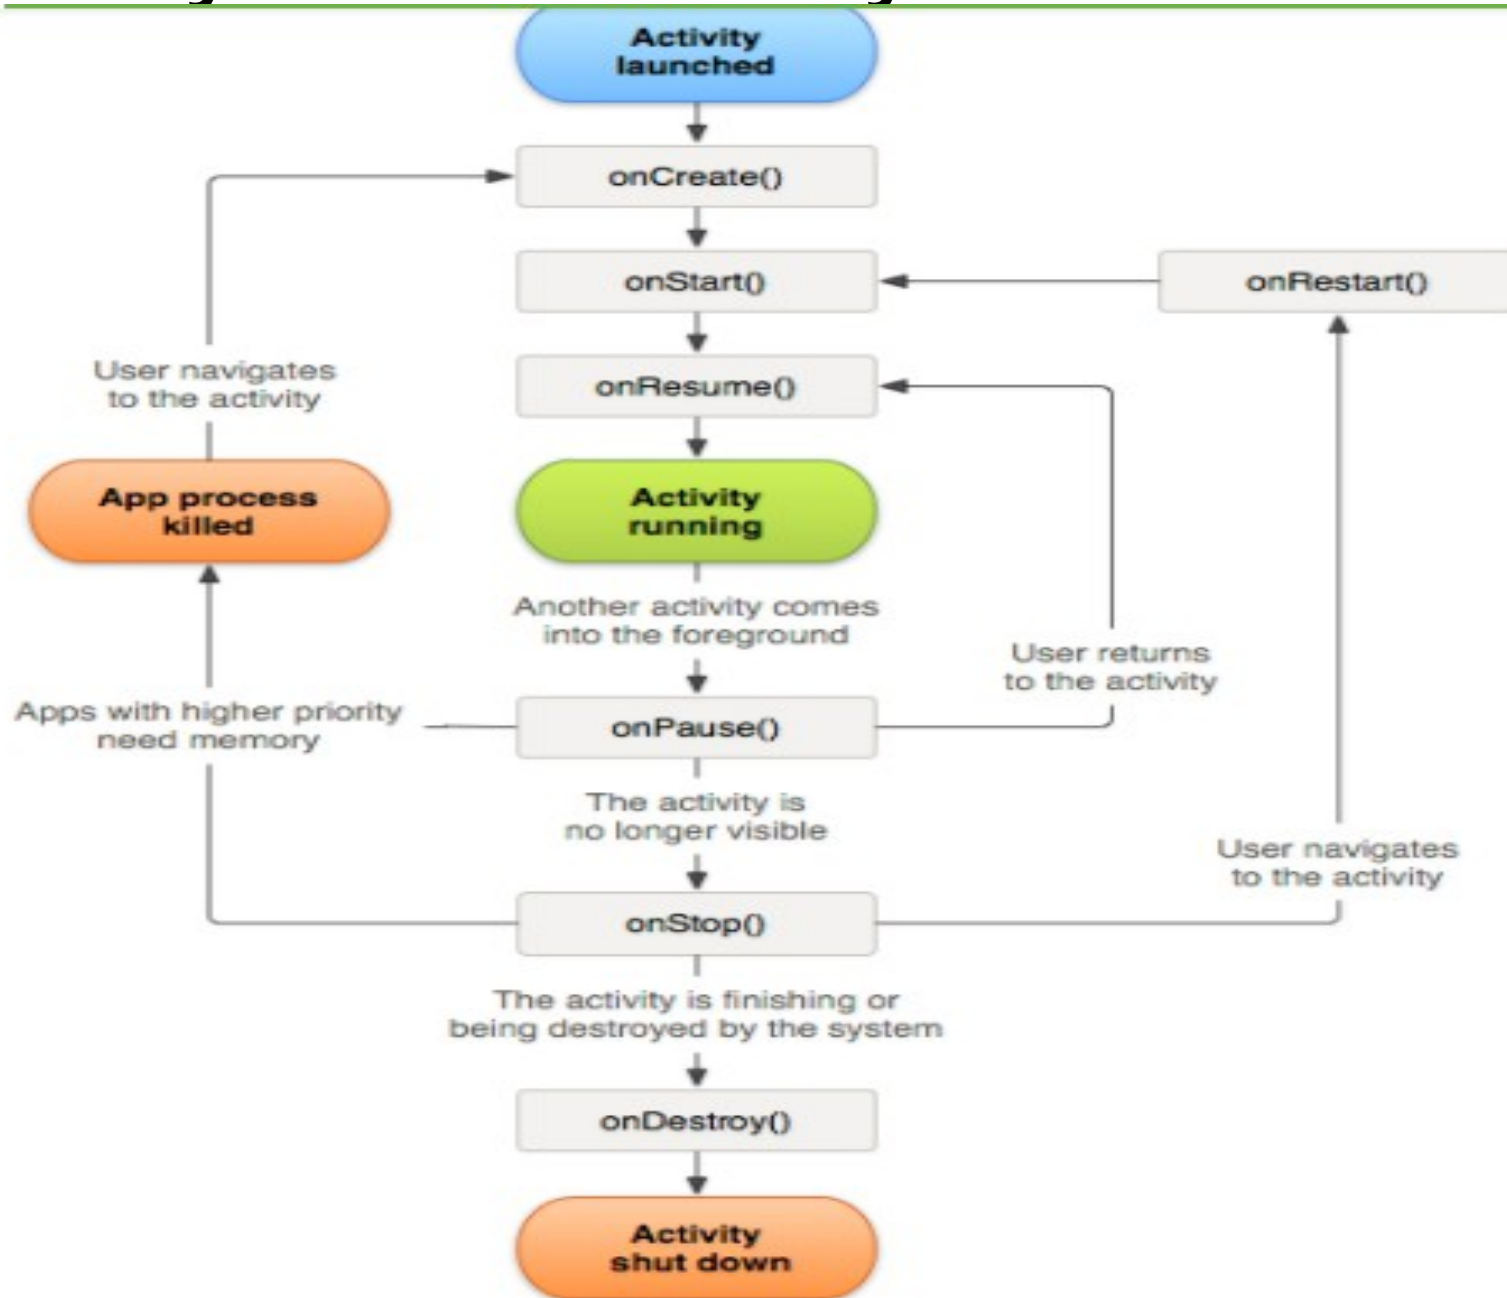 Activity
launched
onCreate()
onStart()
onRestart()
User navigates
to the activity
onResume()
App process
killed
Activity
running
Another activity comes
into the foreground
User returns
to the activity
Apps with higher priority
need memory
onPause()
The activity is
no longer visible
User navigates
to the activity
onStop()
The activity is finishing or
being destroyed by the system
onDestroy()
Activity
shut down